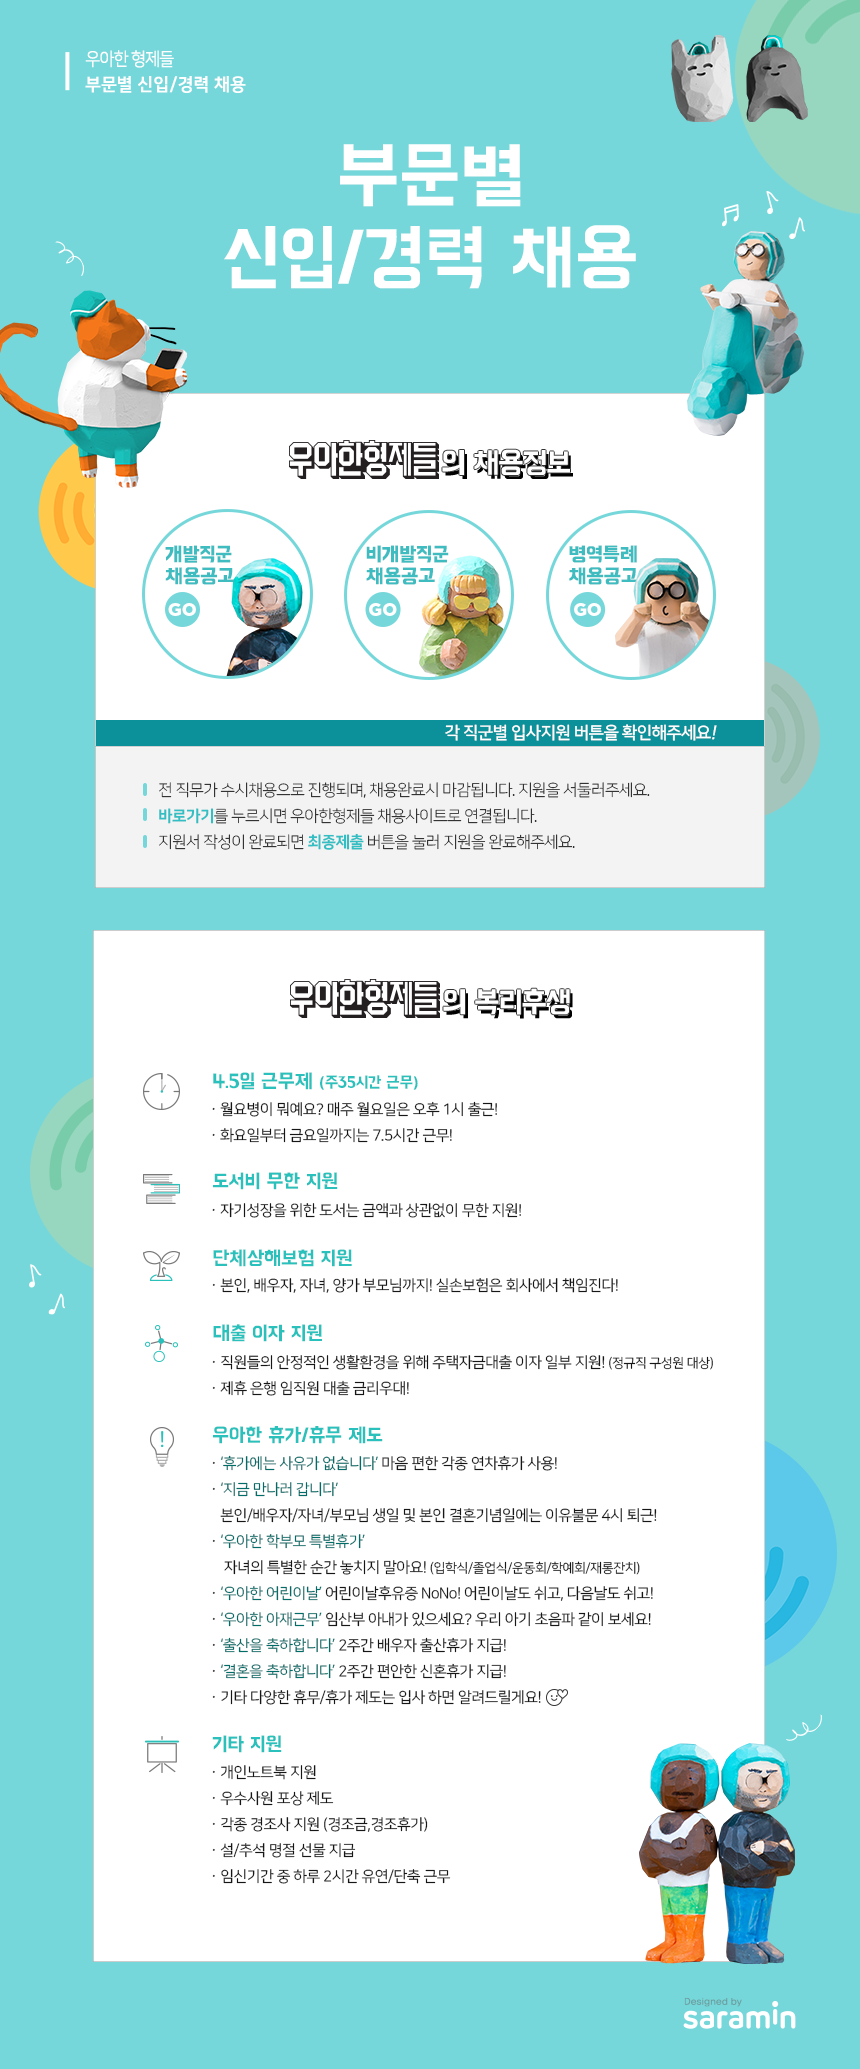 우아한 형제들
부문별 신입/경력 채용
부문별
신입/경력 채용
우아한형제들의 채용정보
개발직군
채용공고
GO
비개발직군
채용공고
GO
병역특례
채용공고
GO
각 직군별 입사지원 버튼을 확인해주세요!
전 직무가 수시채용으로 진행되며, 채용완료시 마감됩니다. 지원을 서둘러주세요.
바로가기를 누르시면 우아한형제들 채용사이트로 연결됩니다.
지원서 작성이 완료되면 최종제출 버튼을 눌러 지원을 완료해주세요.
우아한형제들의 복리후생
4.5일 근무제 (주35시간 근무)
· 월요병이 뭐예요? 매주 월요일은 오후 1시 출근!
· 화요일부터 금요일까지는 7.5시간 근무!
도서비 무한 지원
· 자기성장을 위한 도서는 금액과 상관없이 무한 지원!
단체상해보험 지원
· 본인, 배우자, 자녀, 양가 부모님까지! 실손보험은 회사에서 책임진다!
대출 이자 지원
· 직원들의 안정적인 생활환경을 위해 주택자금대출 이자 일부 지원! (정규직 구성원 대상)
· 제휴 은행 임직원 대출 금리우대!
우아한 휴가/휴무 제도
· ‘휴가에는 사유가 없습니다’ 마음 편한 각종 연차휴가 사용!
· ‘지금 만나러 갑니다’
본인/배우자/자녀/부모님 생일 및 본인 결혼기념일에는 이유불문 4시 퇴근!
· ‘우아한 학부모 특별휴가’
자녀의 특별한 순간 놓치지 말아요! (입학식/졸업식/운동회/학예회/재롱잔치)
· ‘우아한 어린이날’ 어린이날후유증 NoNo! 어린이날도 쉬고, 다음날도 쉬고!
· ‘우아한 아재근무’ 임산부 아내가 있으세요? 우리 아기 초음파 같이 보세요!
· ‘출산을 축하합니다’ 2주간 배우자 출산휴가 지급!
· ‘결혼을 축하합니다’ 2주간 편안한 신혼휴가 지급!
· 기타 다양한 휴무/휴가 제도는 입사 하면 알려드릴게요!
기타 지원
· 개인노트북 지원
· 우수사원 포상 제도
· 각종 경조사 지원 (경조금,경조휴가)
· 설/추석 명절 선물 지급
· 임신기간 중 하루 2시간 유연/단축 근무
Designed by
saramin